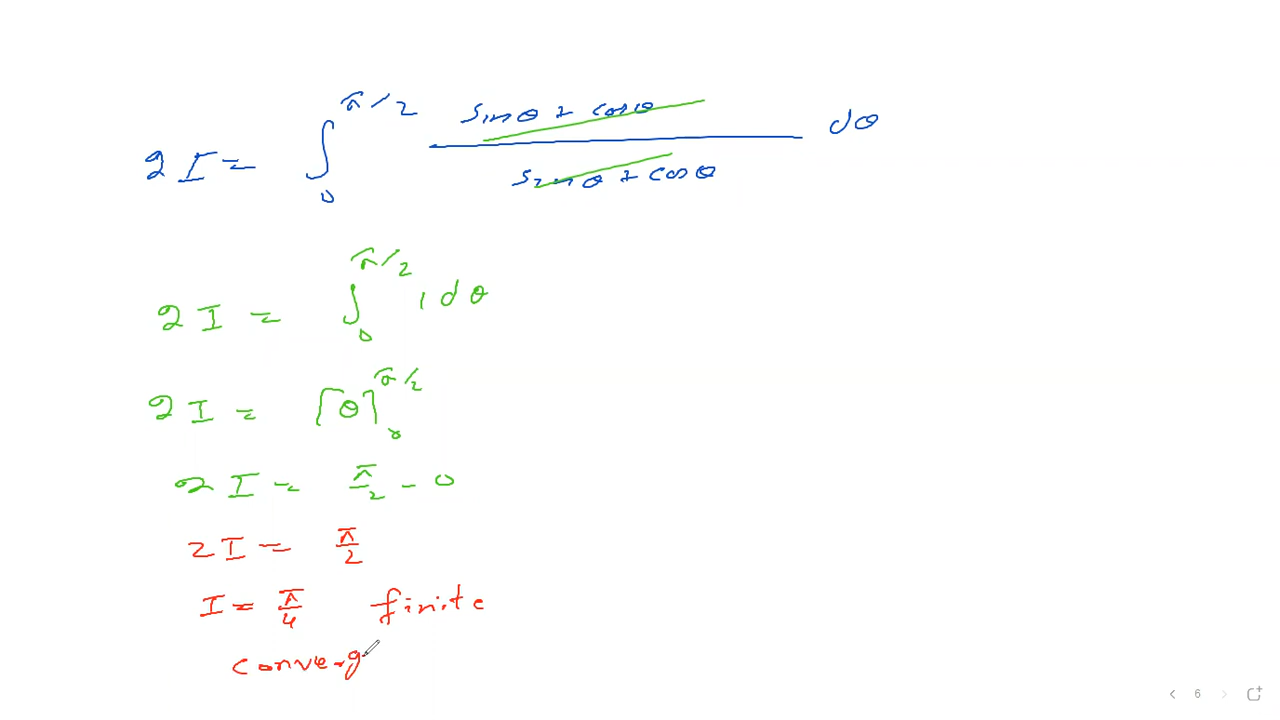 2I = ∫₀^π/2 (sinθ + cosθ)/(sinθ + cosθ) dθ
2I = ∫₀^π/2 1 dθ
2I = [θ]₀^π/2
2I = π/2 - 0
2I = π/2
I = π/4 finite
converg
6